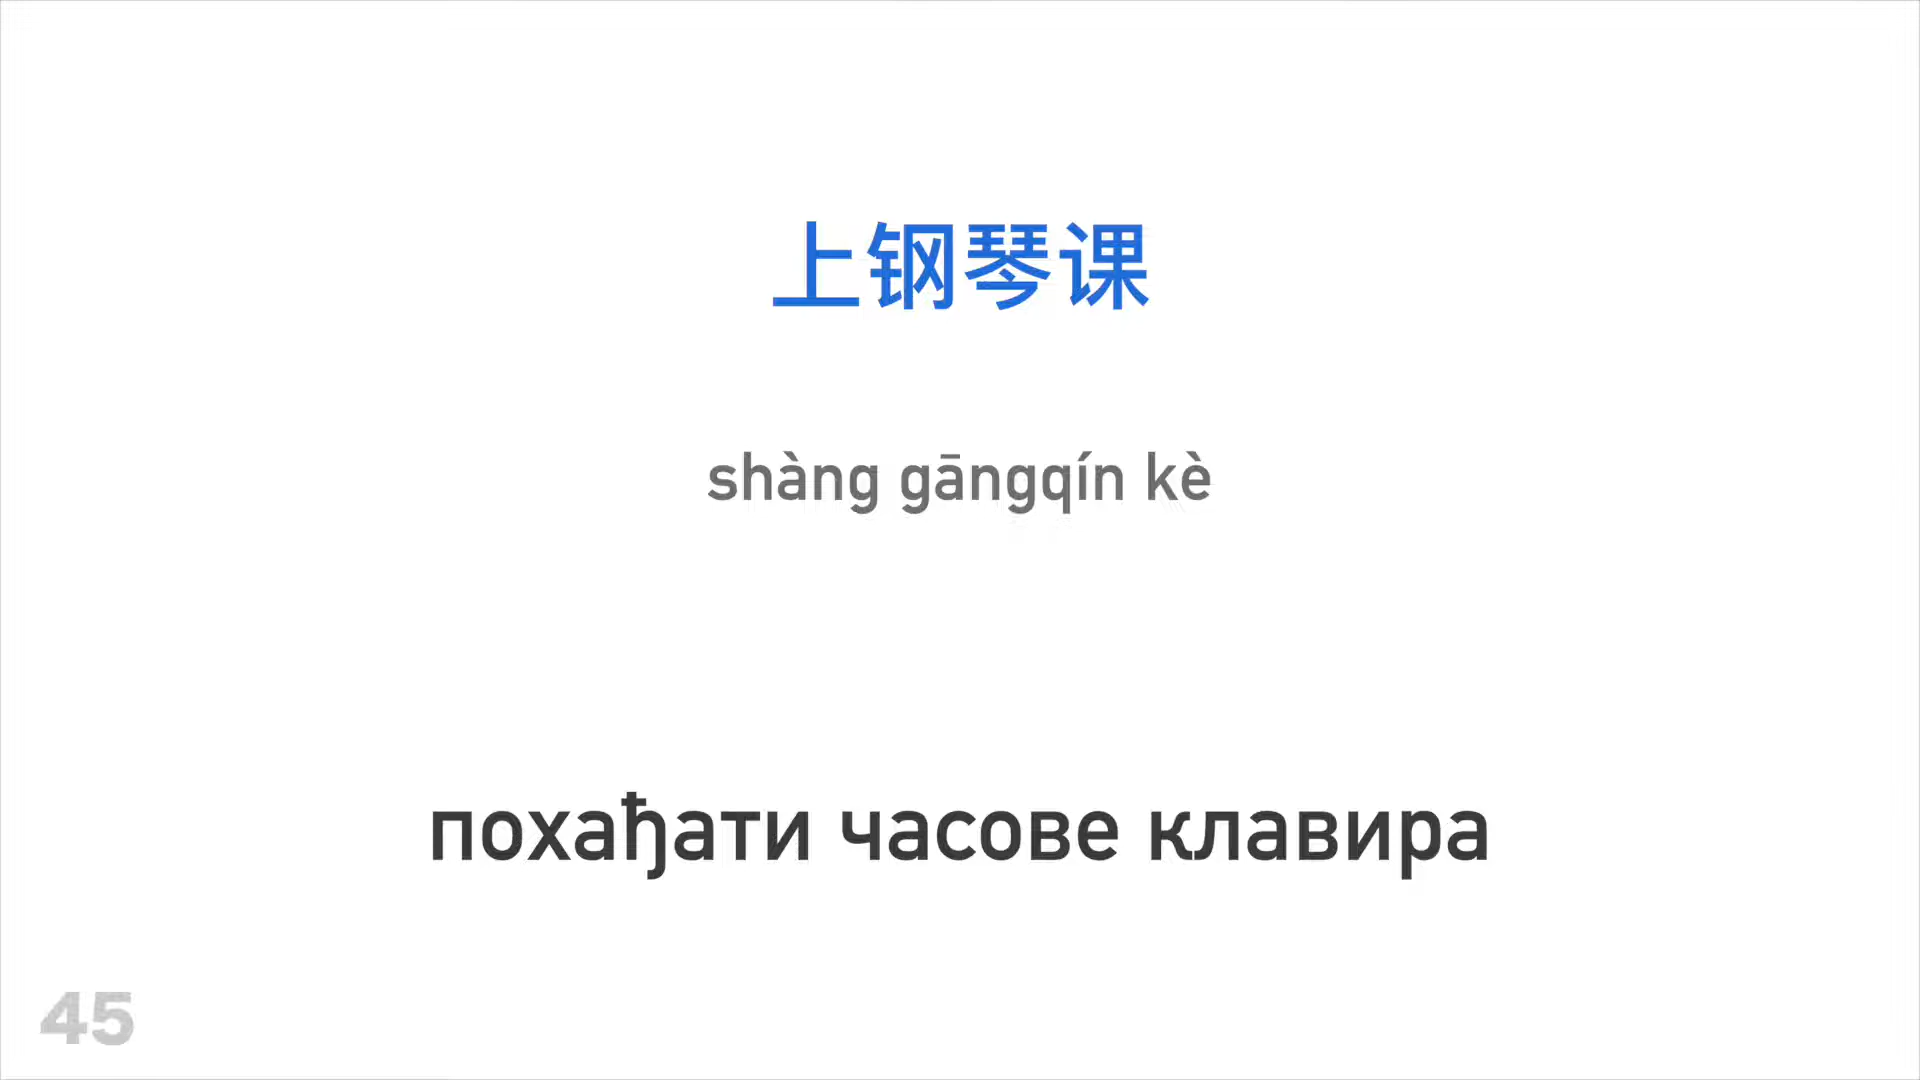 上钢琴课
shàng gāngqín kè
похађати часове клавира
45